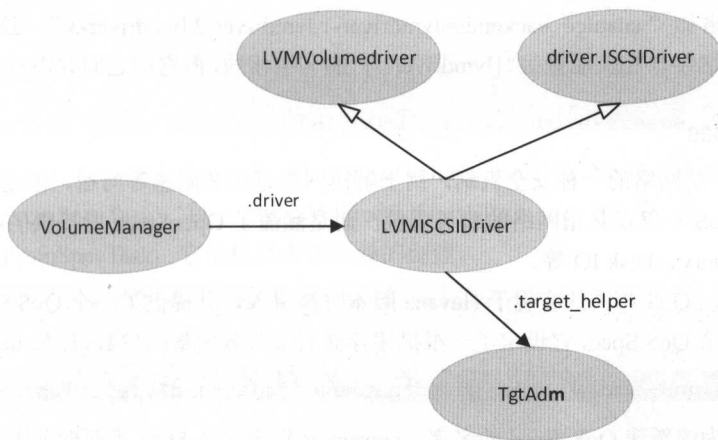 LVMVolumedriver
driver.ISCSIDriver
.driver
VolumeManager
LVMISCSIDriver
.target_helper
TgtAdm